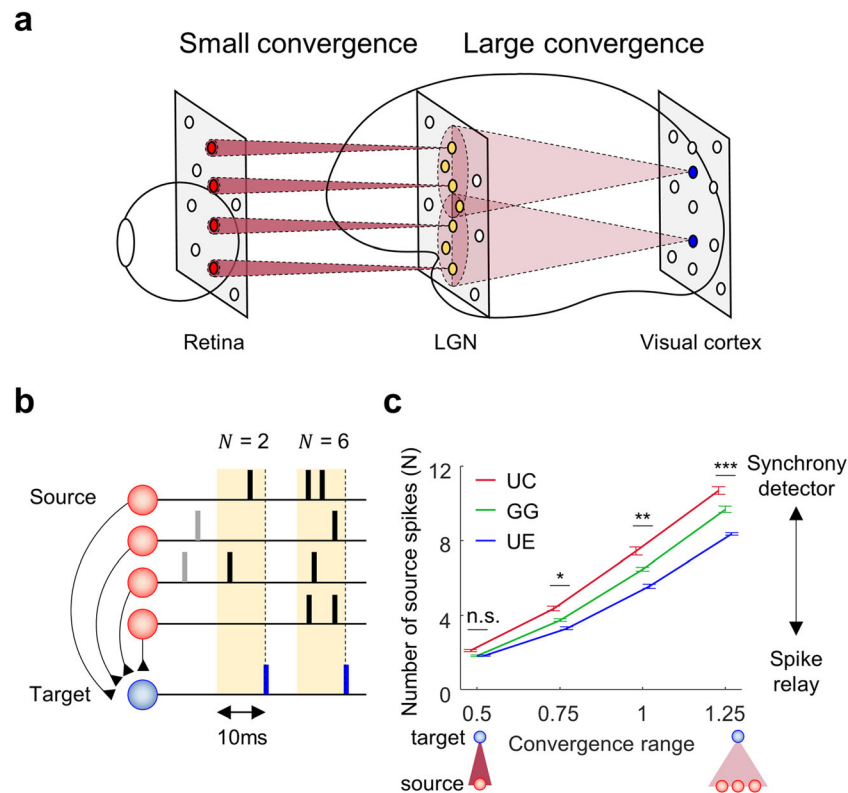 a
Small convergence Large convergence
Retina LGN Visual cortex
b
N = 2 N = 6
Source
Target
10ms
c
Number of source spikes (N)
12
8
4
0
UC
GG
UE
n.s.
*
**
***
0.5 0.75 1 1.25
Convergence range
target
source
Synchrony
detector
Spike
relay